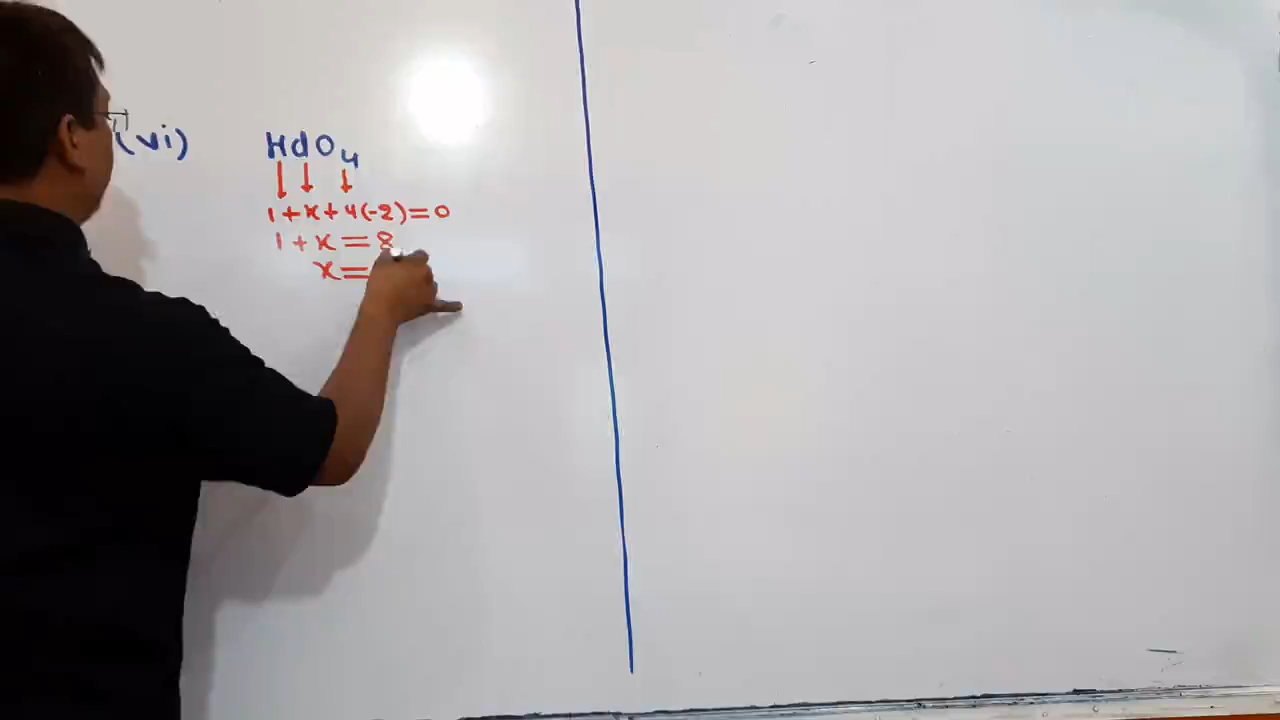 (vi) HdO4
1+x+4(-2)=0
1+x=8
x=